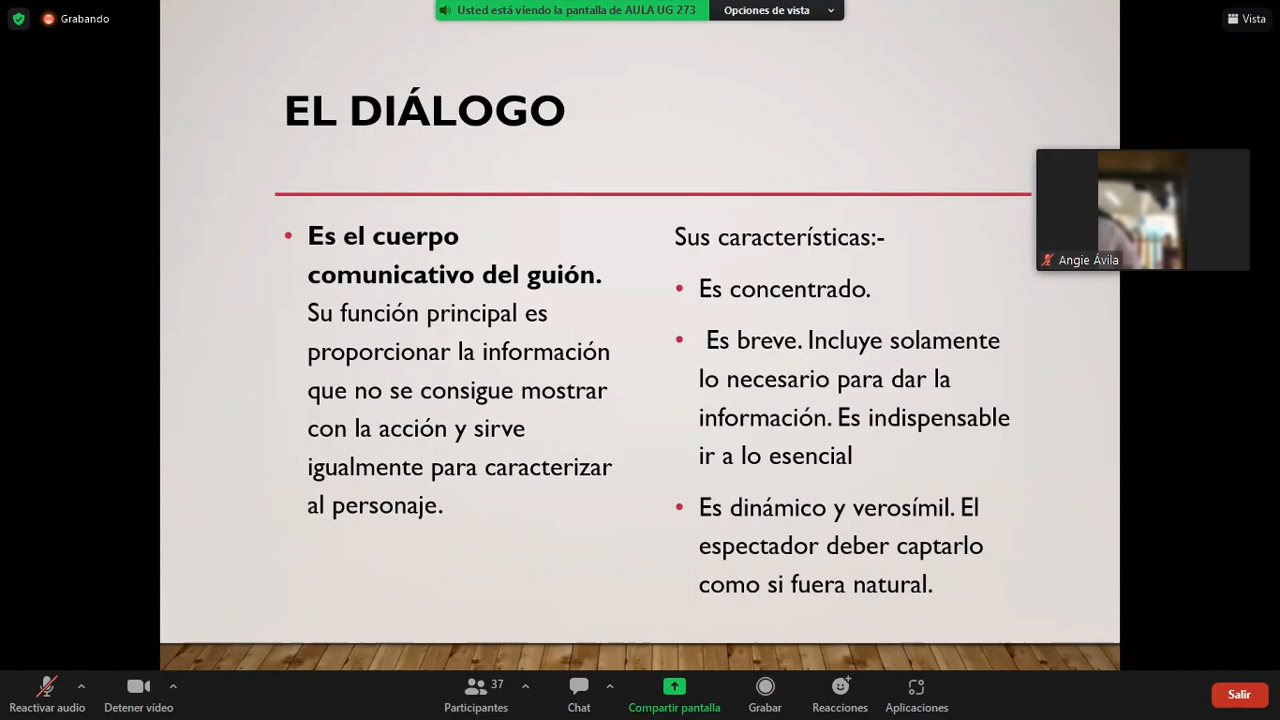 Grabando
Usted está viendo la pantalla de AULA UG 273
Opciones de vista
Vista
EL DIÁLOGO
• Es el cuerpo
comunicativo del guión.
Su función principal es
proporcionar la información
que no se consigue mostrar
con la acción y sirve
igualmente para caracterizar
al personaje.
Sus características:-
• Es concentrado.
• Es breve. Incluye solamente
lo necesario para dar la
información. Es indispensable
ir a lo esencial
• Es dinámico y verosímil. El
espectador deber captarlo
como si fuera natural.
Angie Ávila
Reactivar audio
Detener vídeo
37
Participantes
Chat
Compartir pantalla
Grabar
Reacciones
Aplicaciones
Salir